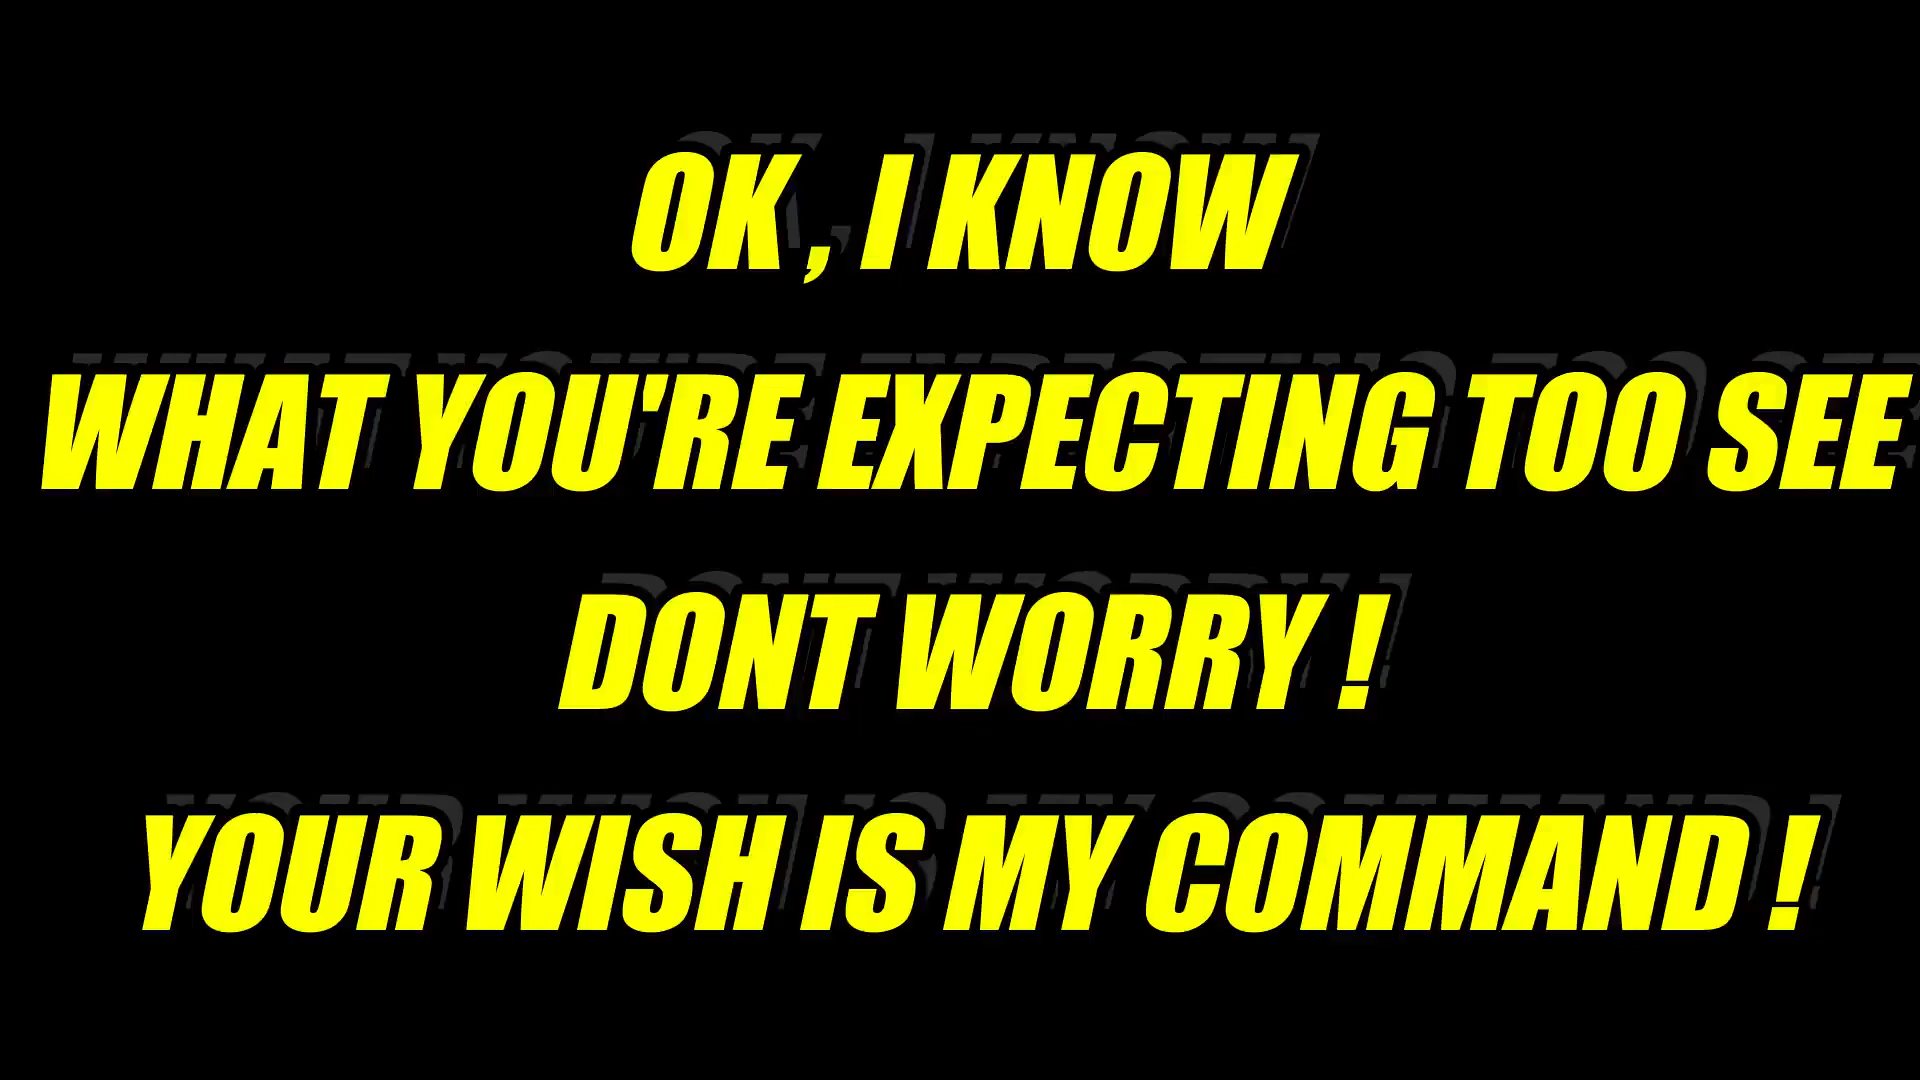 OK , I KNOW
WHAT YOU'RE EXPECTING TOO SEE
DONT WORRY !
YOUR WISH IS MY COMMAND !